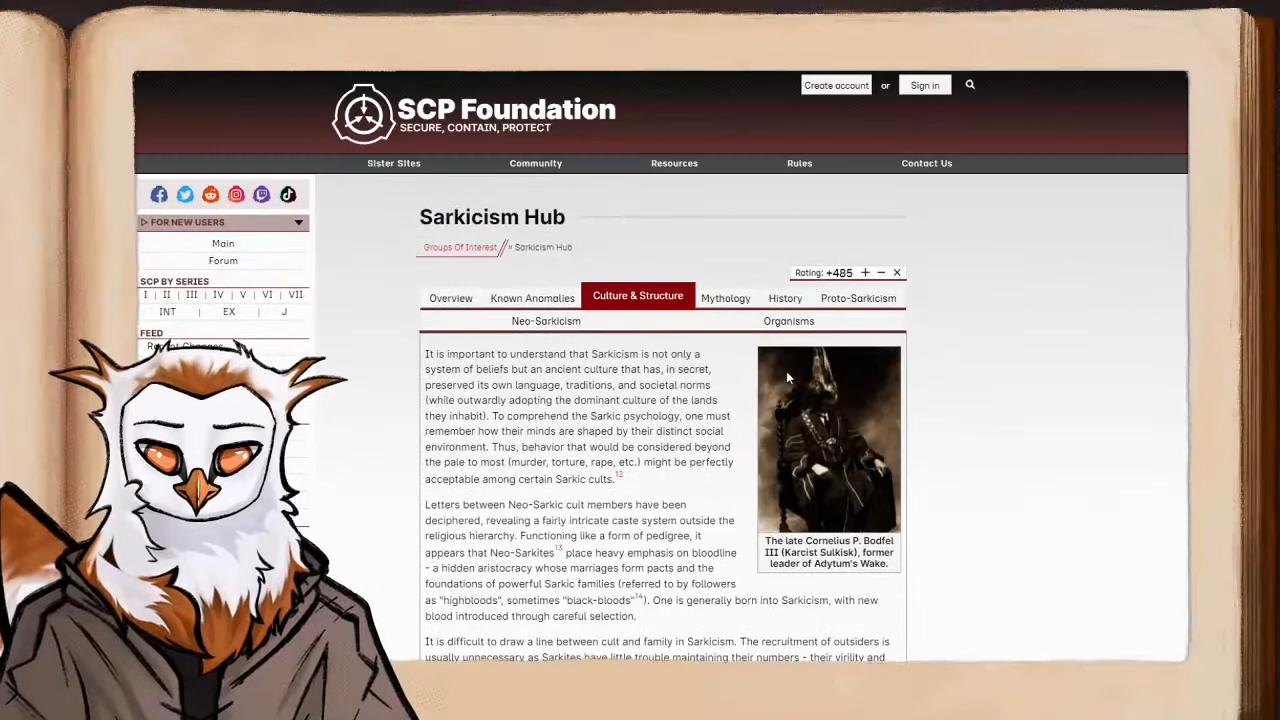 Create account or Sign in
SCP Foundation
SECURE, CONTAIN, PROTECT
Sister Sites Community Resources Rules Contact Us
▷ FOR NEW USERS
Main
Forum
SCP BY SERIES
I | II | III | IV | V | VI | VII
INT | EX | J
FEED
Sarkicism Hub
Groups Of Interest » Sarkicism Hub
Rating: +485 + − ×
Overview Known Anomalies Culture & Structure Mythology History Proto-Sarkicism
Neo-Sarkicism Organisms
It is important to understand that Sarkicism is not only a
system of beliefs but an ancient culture that has, in secret,
preserved its own language, traditions, and societal norms
(while outwardly adopting the dominant culture of the lands
they inhabit). To comprehend the Sarkic psychology, one must
remember how their minds are shaped by their distinct social
environment. Thus, behavior that would be considered beyond
the pale to most (murder, torture, rape, etc.) might be perfectly
acceptable among certain Sarkic cults.12
Letters between Neo-Sarkic cult members have been
deciphered, revealing a fairly intricate caste system outside the
religious hierarchy. Functioning like a form of pedigree, it
appears that Neo-Sarkites13 place heavy emphasis on bloodline
- a hidden aristocracy whose marriages form pacts and the
foundations of powerful Sarkic families (referred to by followers
as "highbloods", sometimes "black-bloods"14). One is generally born into Sarkicism, with new
blood introduced through careful selection.
It is difficult to draw a line between cult and family in Sarkicism. The recruitment of outsiders is
usually unnecessary as Sarkites have little trouble maintaining their numbers - their virility and
The late Cornelius P. Bodfel
III (Karcist Sulkisk), former
leader of Adytum's Wake.